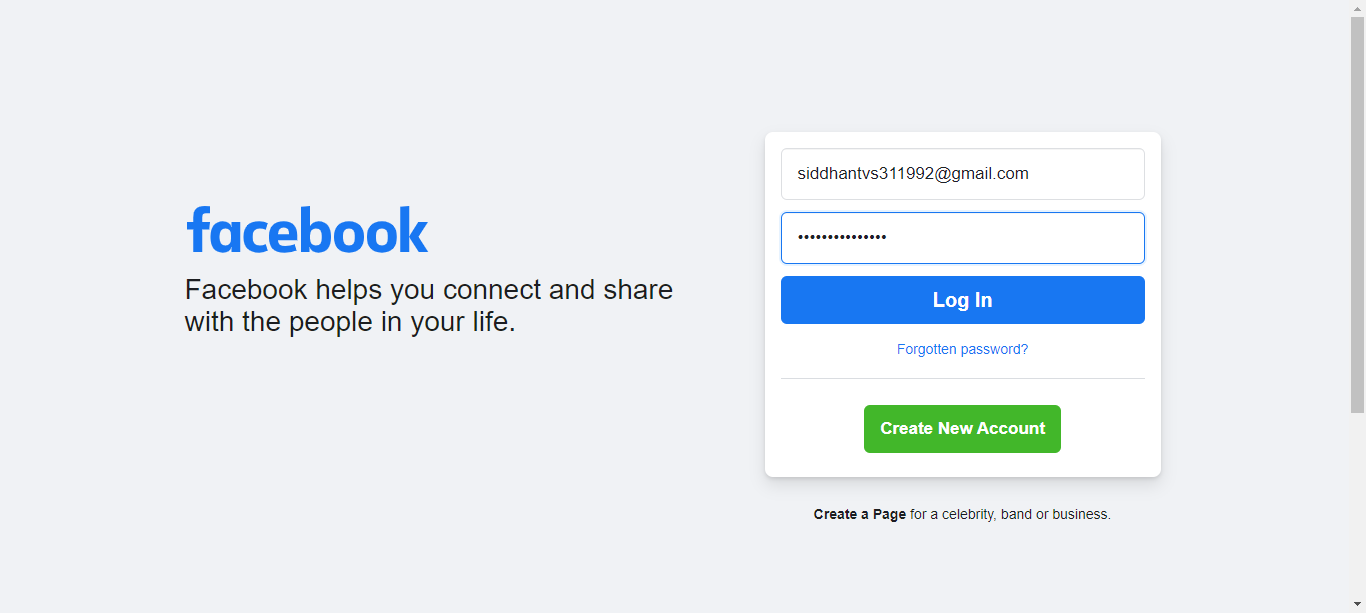 facebook
Facebook helps you connect and share
with the people in your life.
siddhantvs311992@gmail.com
•••••••••••••••
Log In
Forgotten password?
Create New Account
Create a Page for a celebrity, band or business.